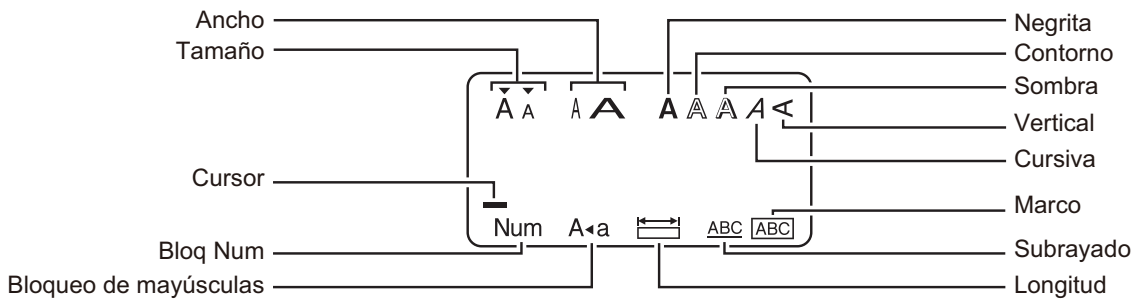 Ancho
Tamaño
Negrita
Contorno
Sombra
Vertical
Cursiva
A A A A A A A A A
Cursor
Marco
Num A◂a ABC ABC
Bloq Num
Subrayado
Bloqueo de mayúsculas
Longitud